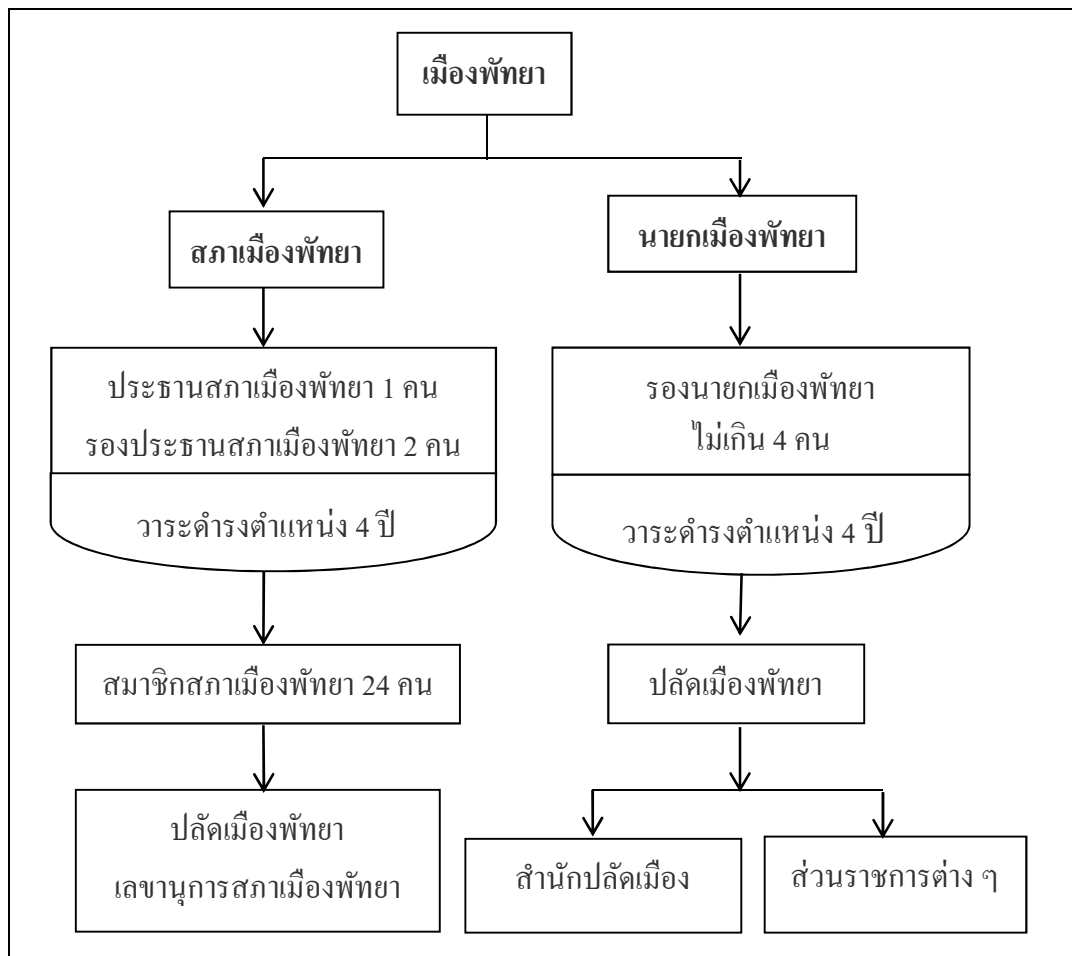 เมืองพัทยา
สภาเมืองพัทยา
นายกเมืองพัทยา
ประธานสภาเมืองพัทยา 1 คน
รองประธานสภาเมืองพัทยา 2 คน
วาระดำรงตำแหน่ง 4 ปี
รองนายกเมืองพัทยา
ไม่เกิน 4 คน
วาระดำรงตำแหน่ง 4 ปี
สมาชิกสภาเมืองพัทยา 24 คน
ปลัดเมืองพัทยา
ปลัดเมืองพัทยา
เลขานุการสภาเมืองพัทยา
สำนักปลัดเมือง
ส่วนราชการต่าง ๆ